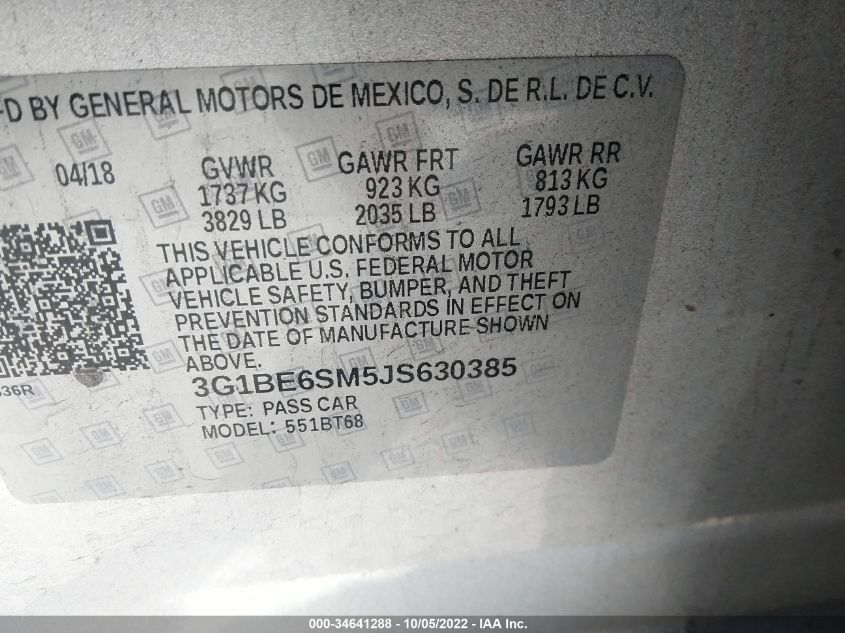 FD BY GENERAL MOTORS DE MEXICO, S. DE R.L. DE C.V.
04/18 GVWR GAWR FRT GAWR RR
1737 KG 923 KG 813 KG
3829 LB 2035 LB 1793 LB
THIS VEHICLE CONFORMS TO ALL
APPLICABLE U.S. FEDERAL MOTOR
VEHICLE SAFETY, BUMPER, AND THEFT
PREVENTION STANDARDS IN EFFECT ON
THE DATE OF MANUFACTURE SHOWN
ABOVE.
3G1BE6SM5JS630385
36R
TYPE: PASS CAR
MODEL: 551BT68
000-34641288 - 10/05/2022 - IAA Inc.